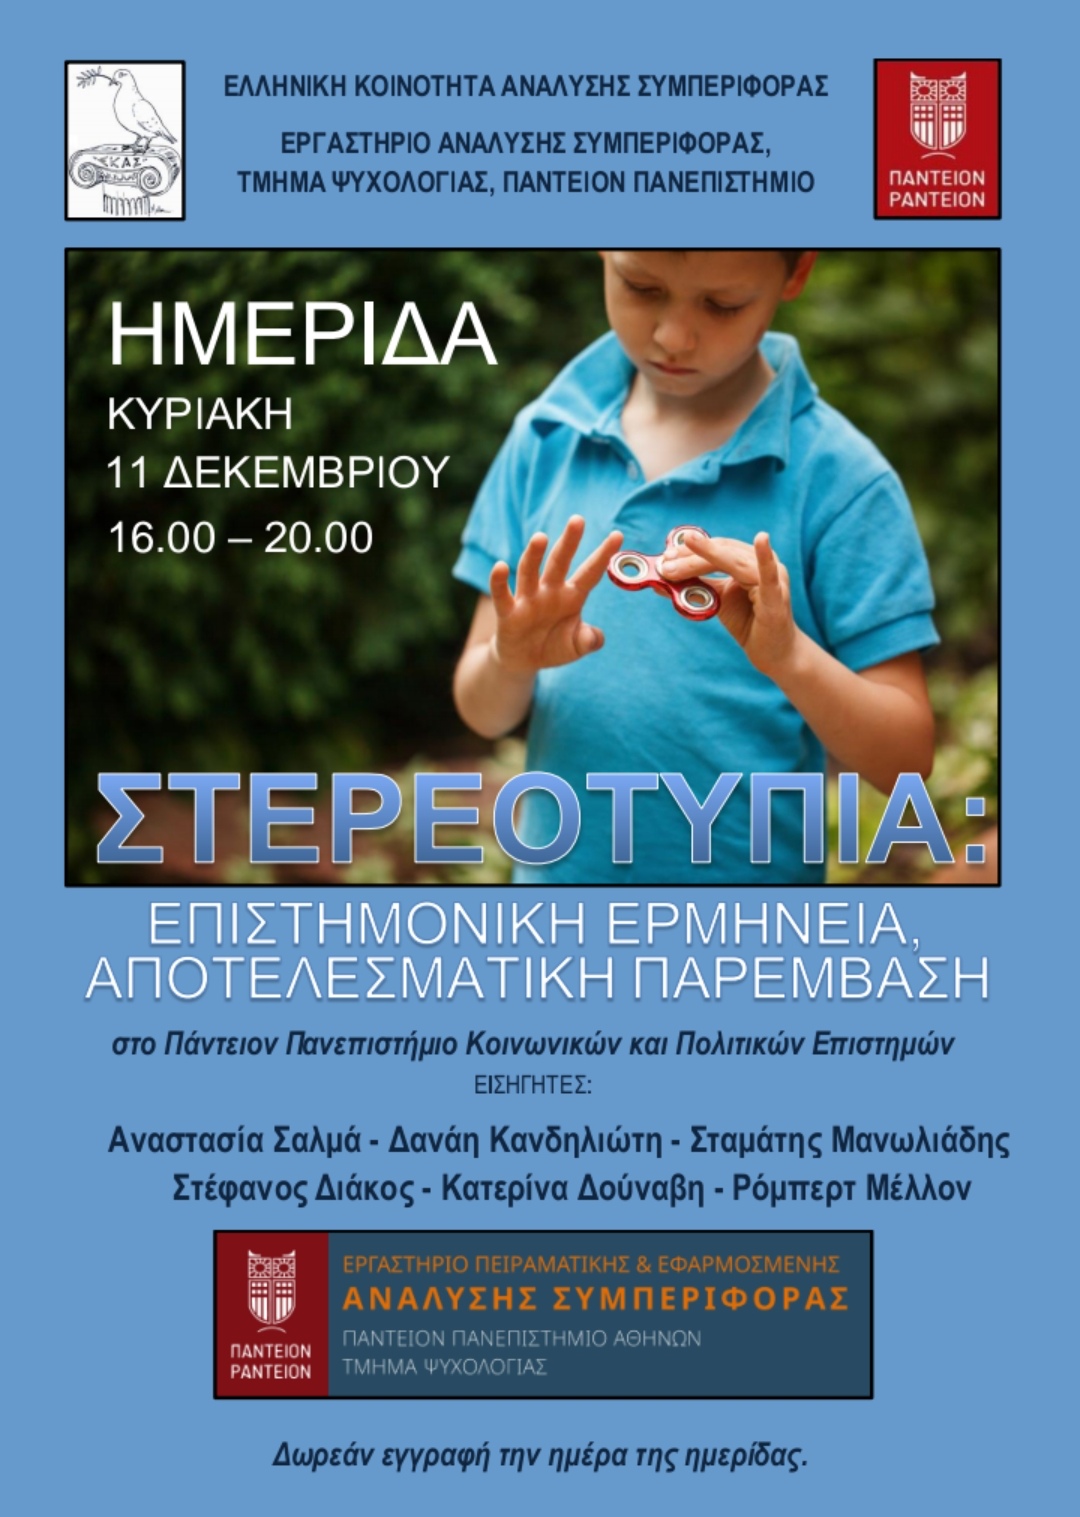 ΕΛΛΗΝΙΚΗ ΚΟΙΝΟΤΗΤΑ ΑΝΑΛΥΣΗΣ ΣΥΜΠΕΡΙΦΟΡΑΣ
ΕΡΓΑΣΤΗΡΙΟ ΑΝΑΛΥΣΗΣ ΣΥΜΠΕΡΙΦΟΡΑΣ,
ΤΜΗΜΑ ΨΥΧΟΛΟΓΙΑΣ, ΠΑΝΤΕΙΟΝ ΠΑΝΕΠΙΣΤΗΜΙΟ
ΕΚΑΣ
ΠΑΝΤΕΙΟΝ
PANTEION
ΗΜΕΡΙΔΑ
ΚΥΡΙΑΚΗ
11 ΔΕΚΕΜΒΡΙΟΥ
16.00 – 20.00
ΣΤΕΡΕΟΤΥΠΙΑ:
ΕΠΙΣΤΗΜΟΝΙΚΗ ΕΡΜΗΝΕΙΑ,
ΑΠΟΤΕΛΕΣΜΑΤΙΚΗ ΠΑΡΕΜΒΑΣΗ
στο Πάντειον Πανεπιστήμιο Κοινωνικών και Πολιτικών Επιστημών
ΕΙΣΗΓΗΤΕΣ:
Αναστασία Σαλμά - Δανάη Κανδηλιώτη - Σταμάτης Μανωλιάδης
Στέφανος Διάκος - Κατερίνα Δούναβη - Ρόμπερτ Μέλλον
ΠΑΝΤΕΙΟΝ
PANTEION
ΕΡΓΑΣΤΗΡΙΟ ΠΕΙΡΑΜΑΤΙΚΗΣ & ΕΦΑΡΜΟΣΜΕΝΗΣ
ΑΝΑΛΥΣΗΣ ΣΥΜΠΕΡΙΦΟΡΑΣ
ΠΑΝΤΕΙΟΝ ΠΑΝΕΠΙΣΤΗΜΙΟ ΑΘΗΝΩΝ
ΤΜΗΜΑ ΨΥΧΟΛΟΓΙΑΣ
Δωρεάν εγγραφή την ημέρα της ημερίδας.